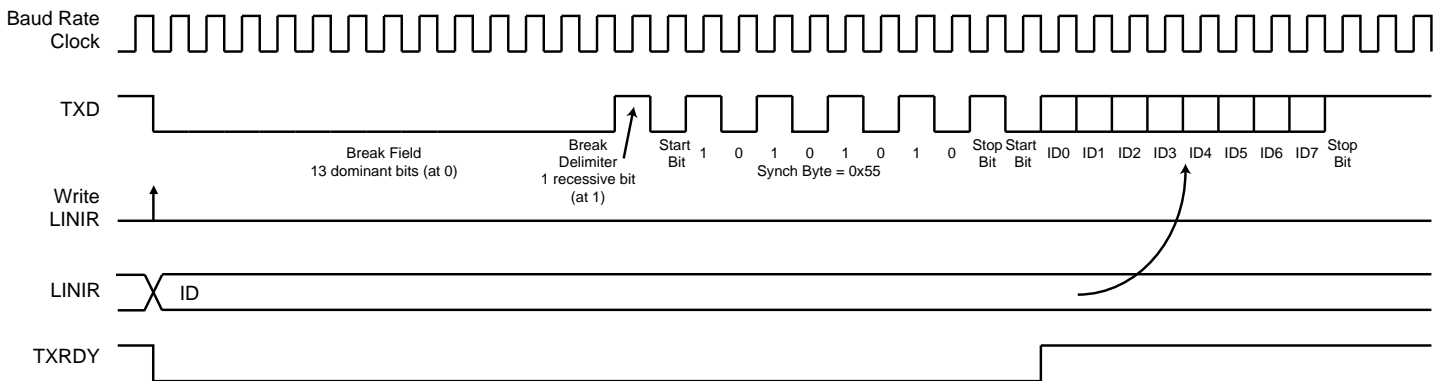 Baud Rate
Clock
TXD
Break Field
13 dominant bits (at 0)
Break
Delimiter
1 recessive bit
(at 1)
Start
Bit
1 0 1 0 1 0 1 0
Synch Byte = 0x55
Stop
Bit
Start
Bit
ID0 ID1 ID2 ID3 ID4 ID5 ID6 ID7
Stop
Bit
Write
LINIR
LINIR
ID
TXRDY